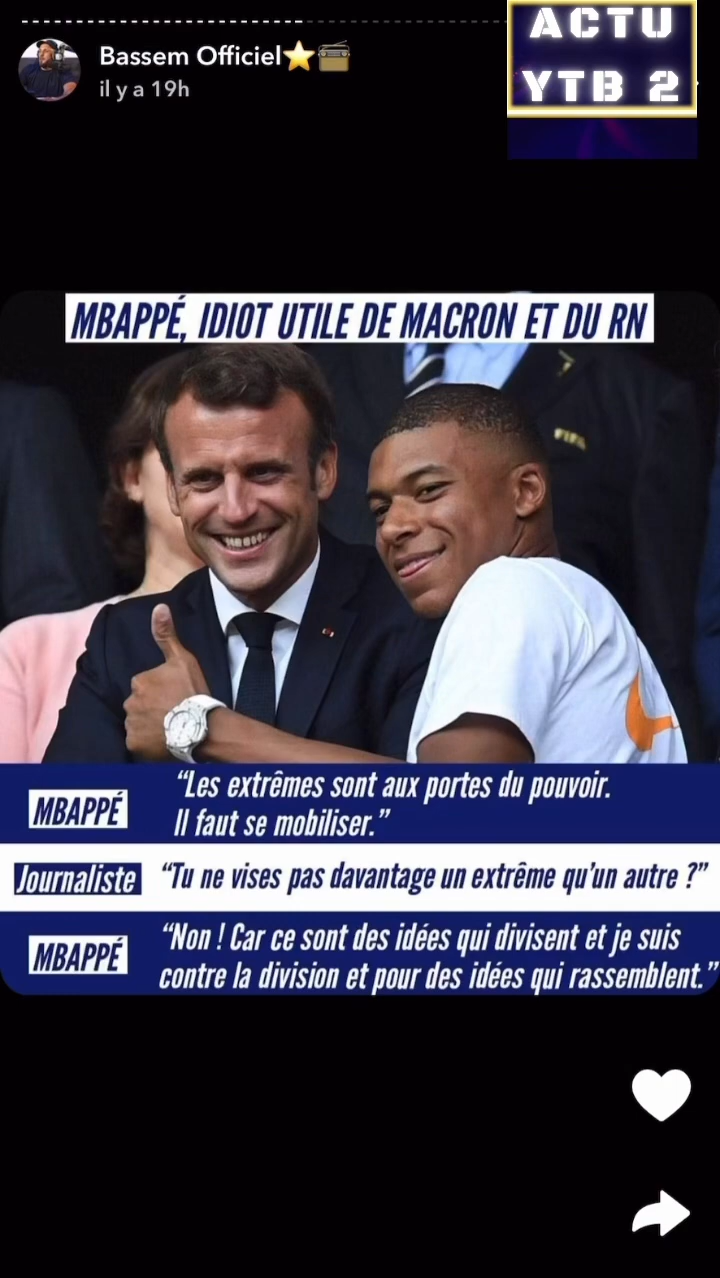 ACTU
YTB 2
Bassem Officiel⭐📻
il y a 19h
MBAPPÉ, IDIOT UTILE DE MACRON ET DU RN
FIFA
MBAPPÉ
“Les extrêmes sont aux portes du pouvoir.
Il faut se mobiliser.”
Journaliste
“Tu ne vises pas davantage un extrême qu’un autre ?”
MBAPPÉ
“Non ! Car ce sont des idées qui divisent et je suis
contre la division et pour des idées qui rassemblent.”